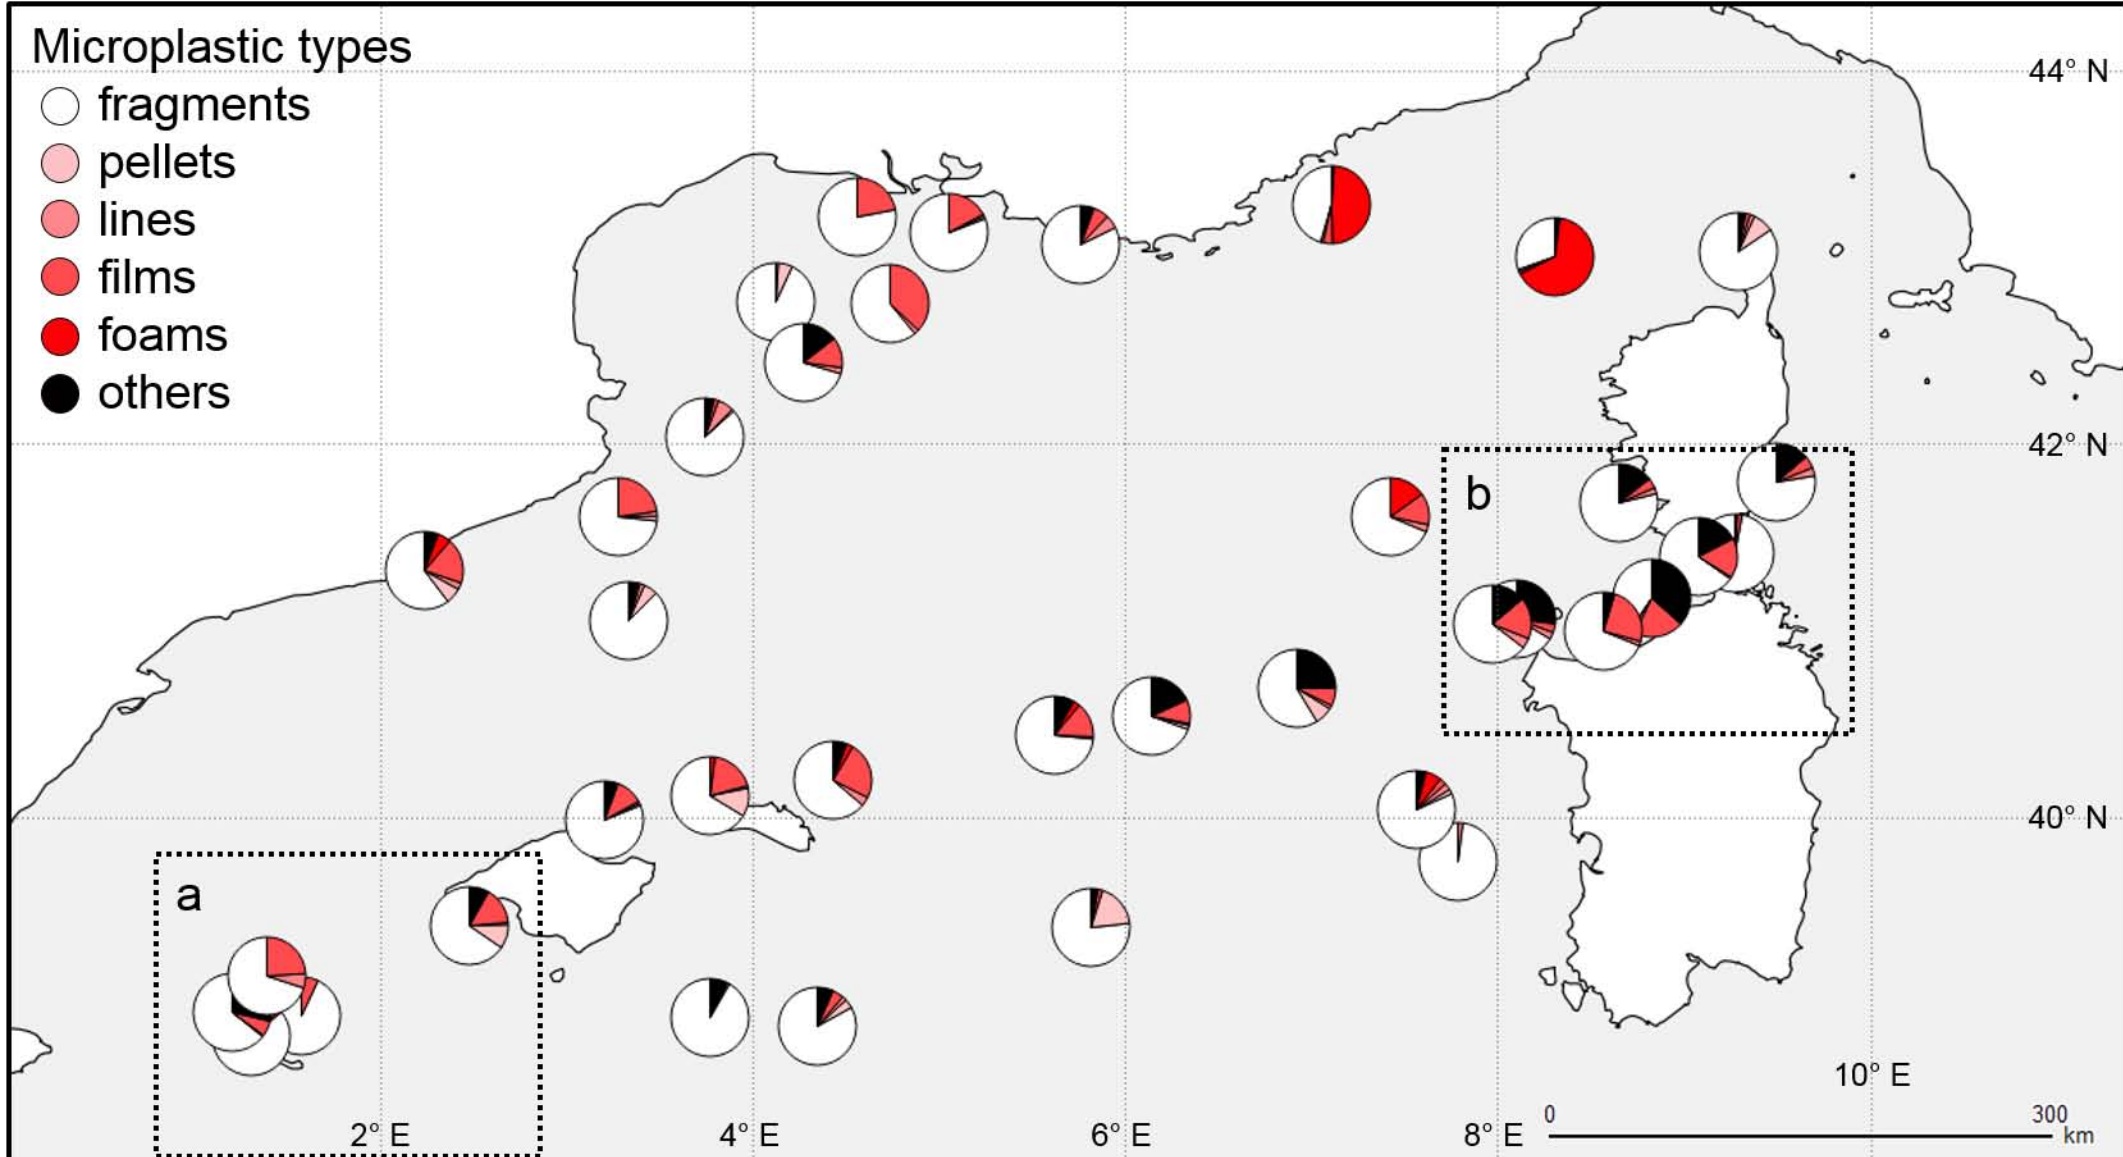 Microplastic types
fragments
pellets
lines
films
foams
others
44° N
42° N
b
40° N
a
10° E
2° E
4° E
6° E
8° E
0
300
km